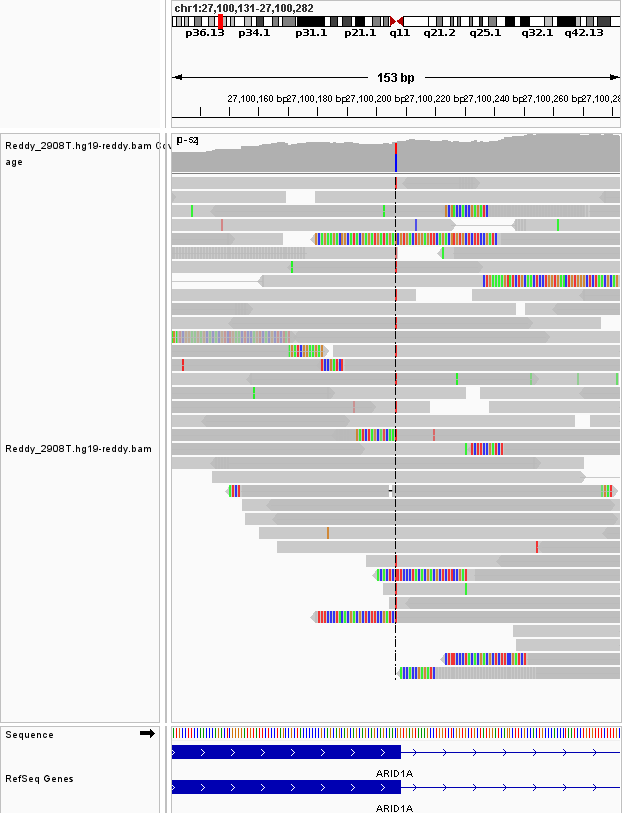 chr1:27,100,131-27,100,282
p36.13 p34.1 p31.1 p21.1 q11 q21.2 q25.1 q32.1 q42.13
153 bp
27,100,160 bp 27,100,180 bp 27,100,200 bp 27,100,220 bp 27,100,240 bp 27,100,260 bp 27,100,28
[0 - 52]
Reddy_2908T.hg19-reddy.bam Cov
age
Reddy_2908T.hg19-reddy.bam
Sequence
ARID1A
RefSeq Genes
ARID1A